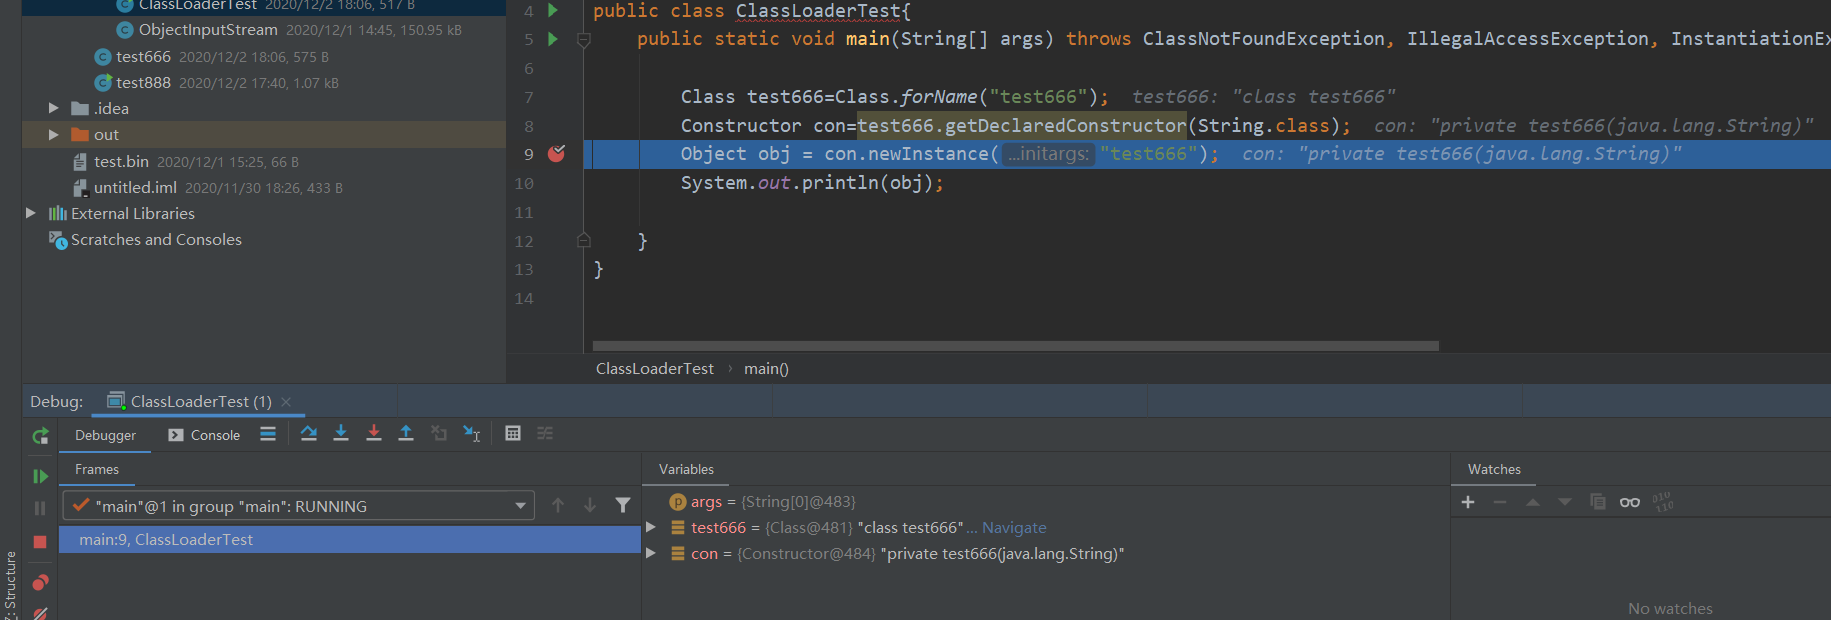 ClassLoaderTest 2020/12/2 18:06, 517 B
ObjectInputStream 2020/12/1 14:45, 150.95 kB
test666 2020/12/2 18:06, 575 B
test888 2020/12/2 17:40, 1.07 kB
.idea
out
test.bin 2020/12/1 15:25, 66 B
untitled.iml 2020/11/30 18:26, 433 B
External Libraries
Scratches and Consoles
4 public class ClassLoaderTest{
5 public static void main(String[] args) throws ClassNotFoundException, IllegalAccessException, InstantiationEx
6
7 Class test666=Class.forName("test666"); test666: "class test666"
8 Constructor con=test666.getDeclaredConstructor(String.class); con: "private test666(java.lang.String)"
9 Object obj = con.newInstance( ...initargs: "test666"); con: "private test666(java.lang.String)"
10 System.out.println(obj);
11
12 }
13 }
14
ClassLoaderTest › main()
Debug: ClassLoaderTest (1)
Debugger Console
Frames
"main"@1 in group "main": RUNNING
main:9, ClassLoaderTest
Variables
args = {String[0]@483}
test666 = {Class@481} "class test666"... Navigate
con = {Constructor@484} "private test666(java.lang.String)"
Watches
No watches
Z: Structure